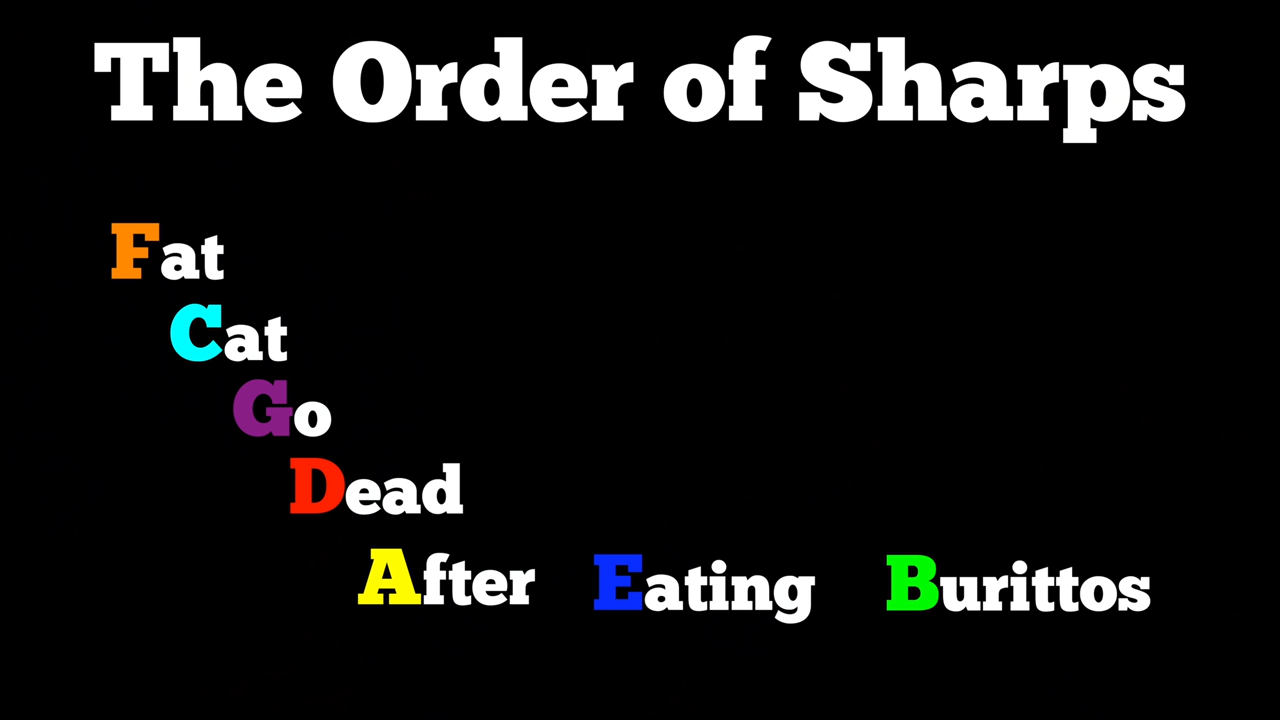 The Order of Sharps
Fat
Cat
Go
Dead
After Eating Burittos